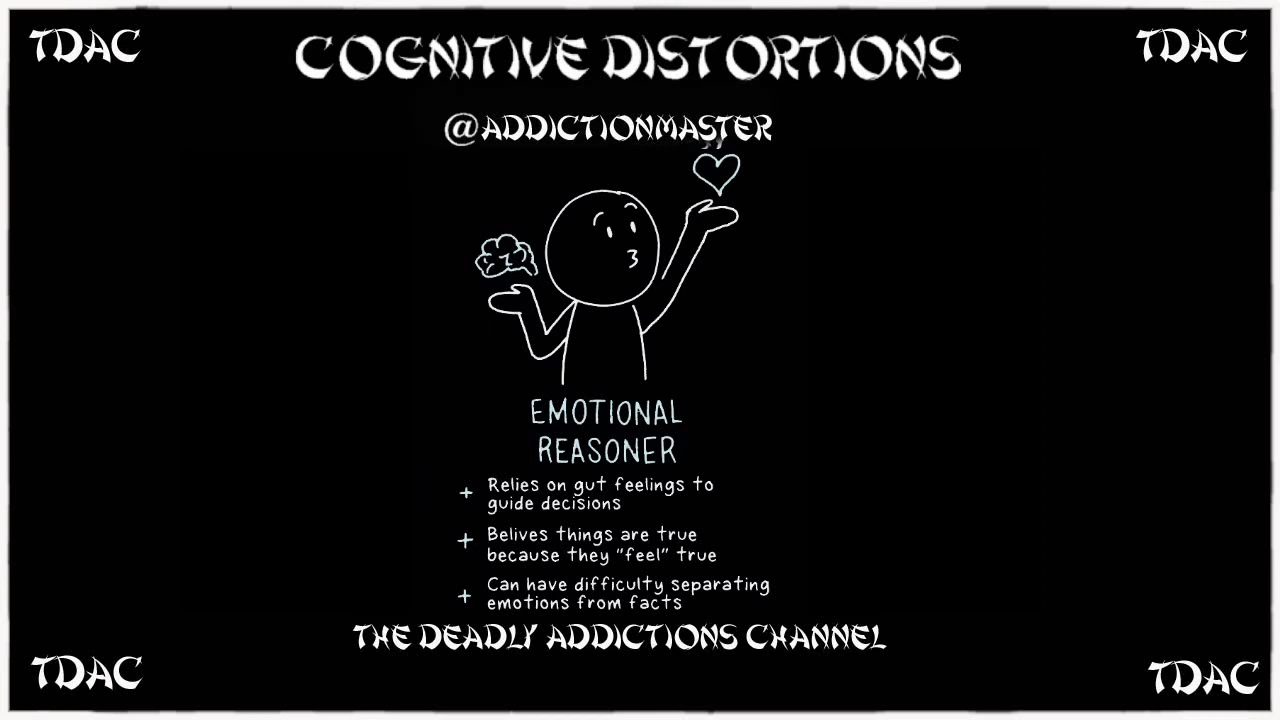 TDAC
COGNITIVE DISTORTIONS
TDAC
@ADDICTIONMASTER
EMOTIONAL
REASONER
+ Relies on gut feelings to
guide decisions
+ Belives things are true
because they "feel" true
+ Can have difficulty separating
emotions from facts
THE DEADLY ADDICTIONS CHANNEL
TDAC
TDAC